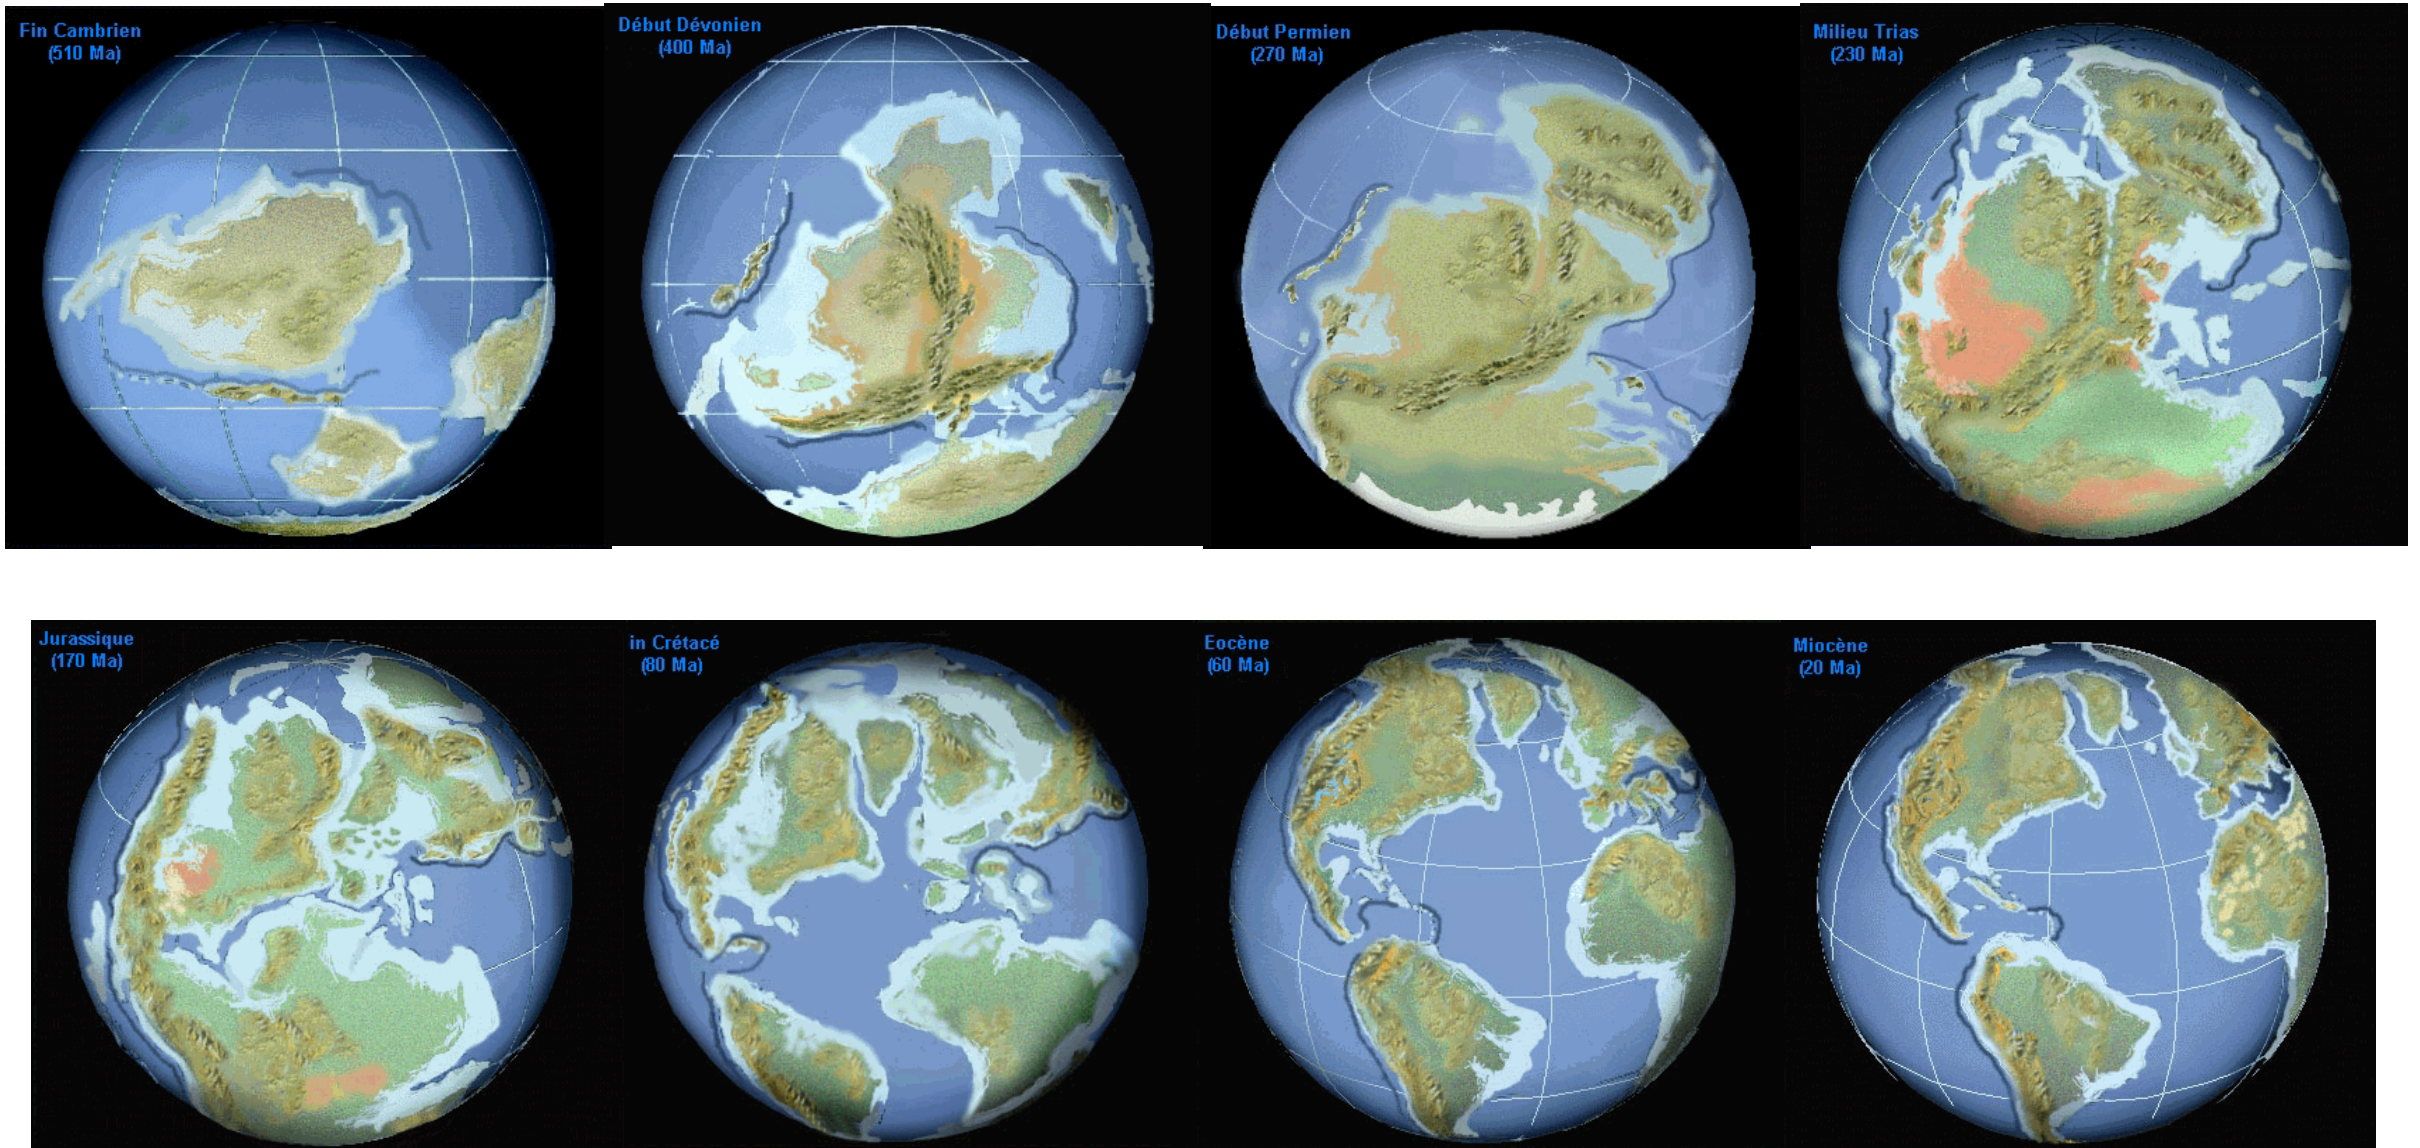 Fin Cambrien
(510 Ma)
Début Dévonien
(400 Ma)
Début Permien
(270 Ma)
Milieu Trias
(230 Ma)
Jurassique
(170 Ma)
in Crétacé
(80 Ma)
Eocène
(60 Ma)
Miocène
(20 Ma)